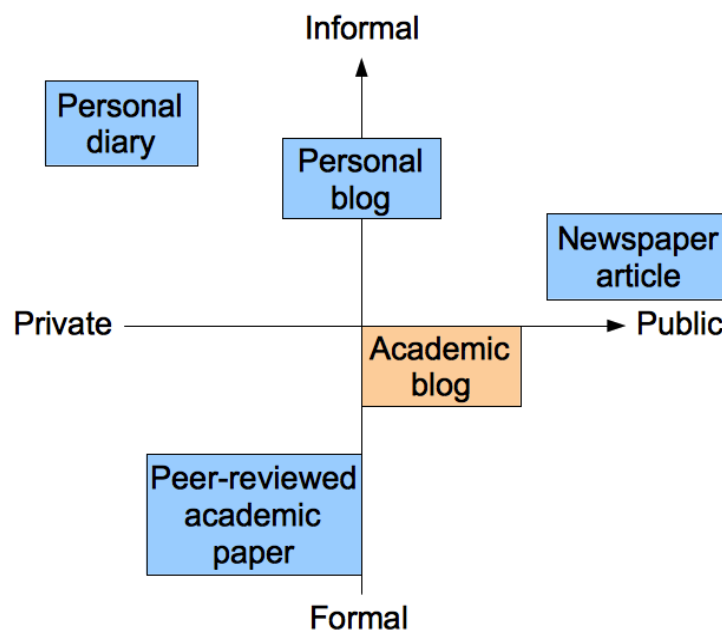 Informal
Personal
diary
Personal
blog
Newspaper
article
Private
Public
Academic
blog
Peer-reviewed
academic
paper
Formal